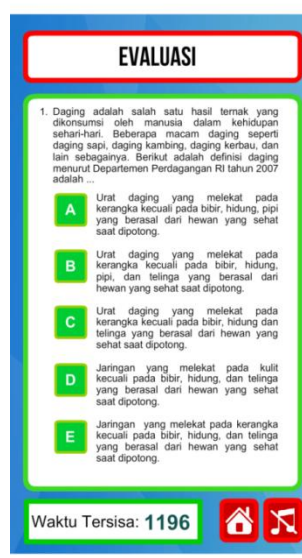 EVALUASI
1. Daging adalah salah satu hasil ternak yang
dikonsumsi oleh manusia dalam kehidupan
sehari-hari. Beberapa macam daging seperti
daging sapi, daging kambing, daging kerbau, dan
lain sebagainya. Berikut adalah definisi daging
menurut Departemen Perdagangan RI tahun 2007
adalah ...
A Urat daging yang melekat pada
kerangka kecuali pada bibir, hidung, pipi
yang berasal dari hewan yang sehat
saat dipotong.
B Urat daging yang melekat pada
kerangka kecuali pada bibir, hidung,
pipi, dan telinga yang berasal dari
hewan yang sehat saat dipotong.
C Urat daging yang melekat pada
kerangka kecuali pada bibir, hidung dan
telinga yang berasal dari hewan yang
sehat saat dipotong.
D Jaringan yang melekat pada kulit
kecuali pada bibir, hidung, dan telinga
yang berasal dari hewan yang sehat
saat dipotong.
E Jaringan yang melekat pada kerangka
kecuali pada bibir, hidung, dan telinga
yang berasal dari hewan yang sehat
saat dipotong.
Waktu Tersisa: 1196